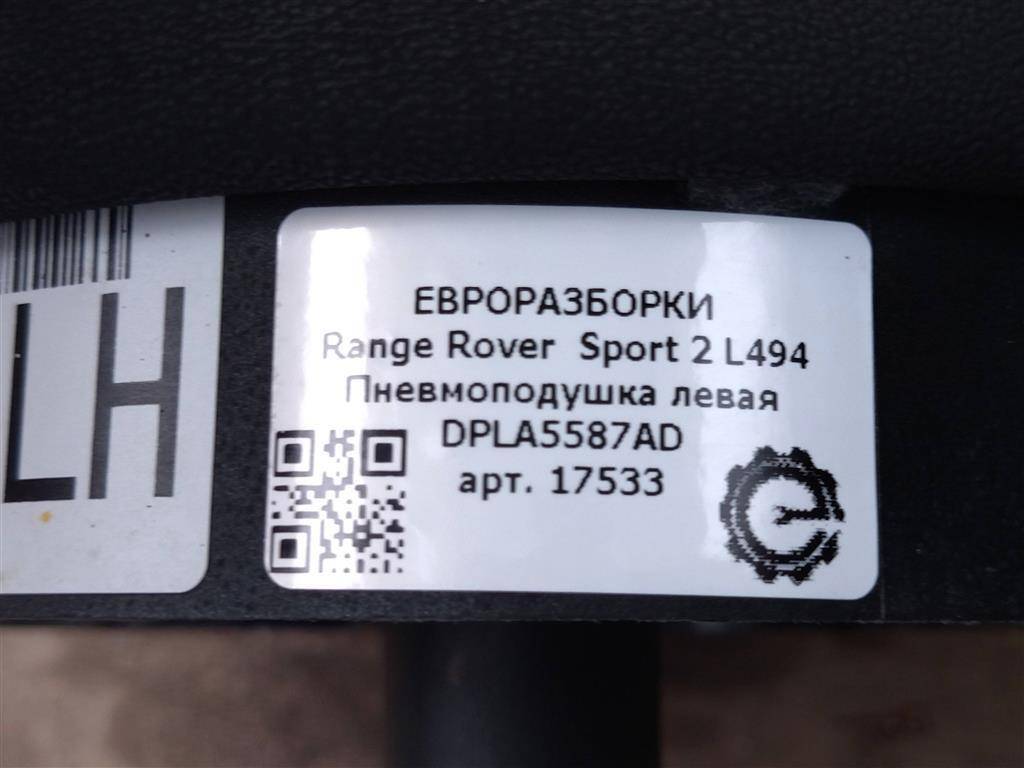 LH
ЕВРОРАЗБОРКИ
Range Rover Sport 2 L494
Пневмоподушка левая
DPLA5587AD
арт. 17533